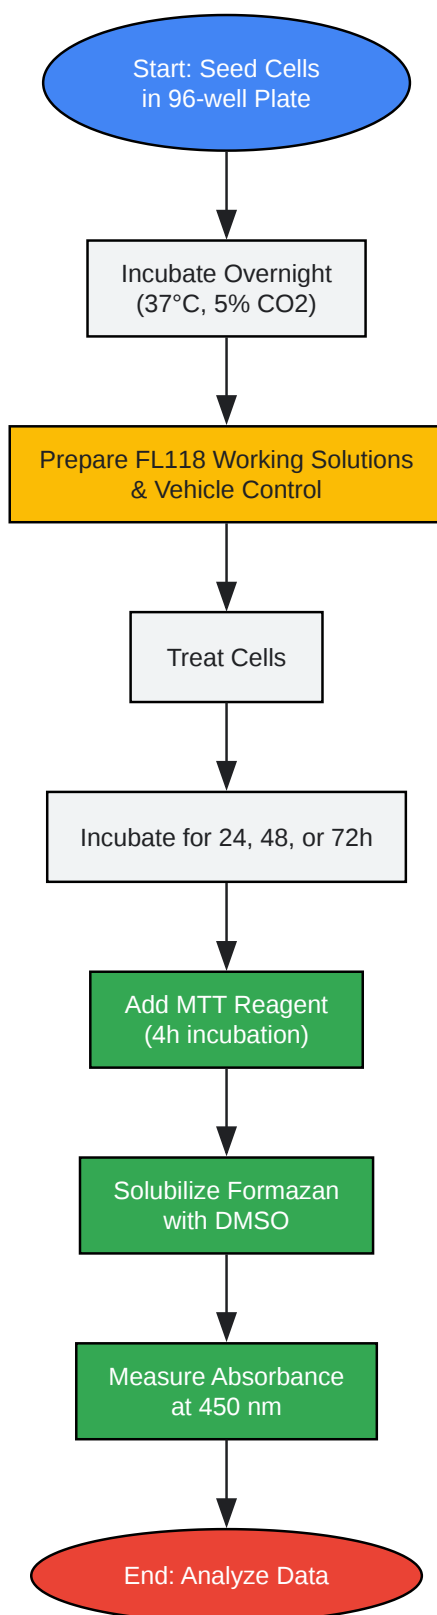 Start: Seed Cells
in 96-well Plate
Incubate Overnight
(37°C, 5% CO2)
Prepare FL118 Working Solutions
& Vehicle Control
Treat Cells
Incubate for 24, 48, or 72h
Add MTT Reagent
(4h incubation)
Solubilize Formazan
with DMSO
Measure Absorbance
at 450 nm
End: Analyze Data